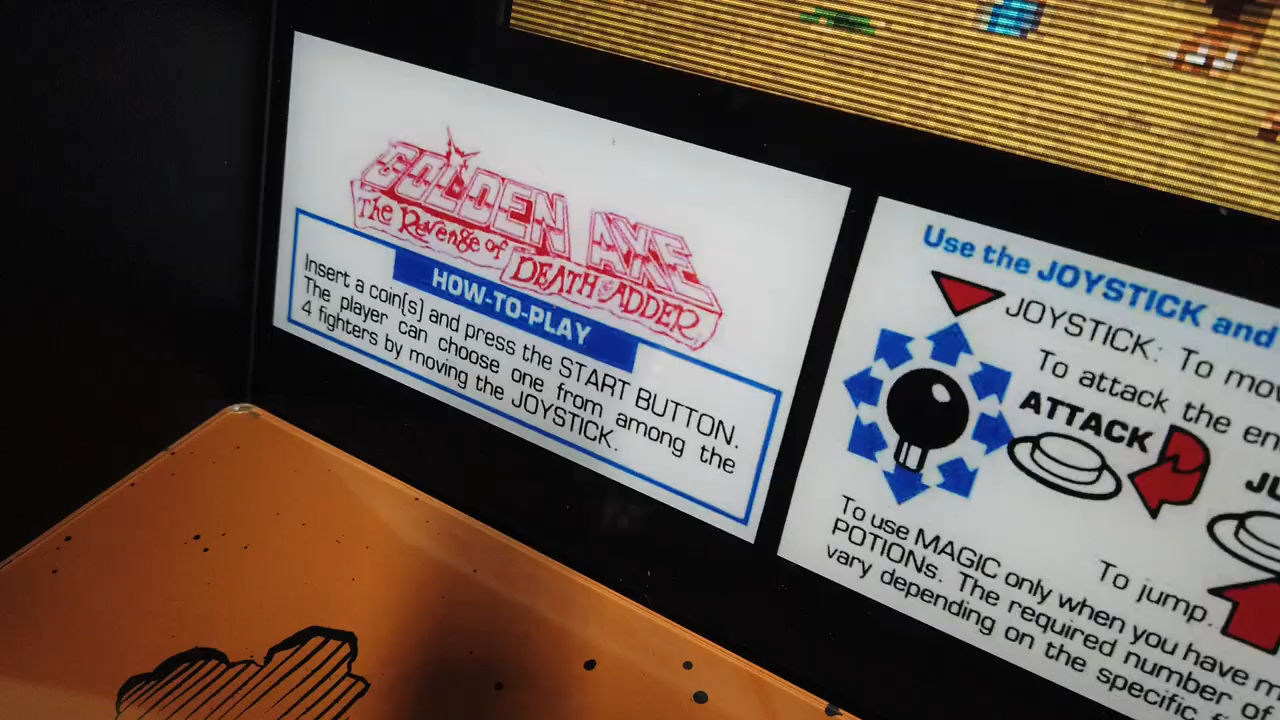 GOLDEN AXE
The Revenge of
DEATH ADDER
HOW-TO-PLAY
Insert a coin(s) and press the START BUTTON.
The player can choose one from among the
4 fighters by moving the JOYSTICK.
Use the JOYSTICK and
JOYSTICK: To mov
To attack the en
ATTACK
JU
To jump.
To use MAGIC only when you have m
POTIONs. The required number of
vary depending on the specific